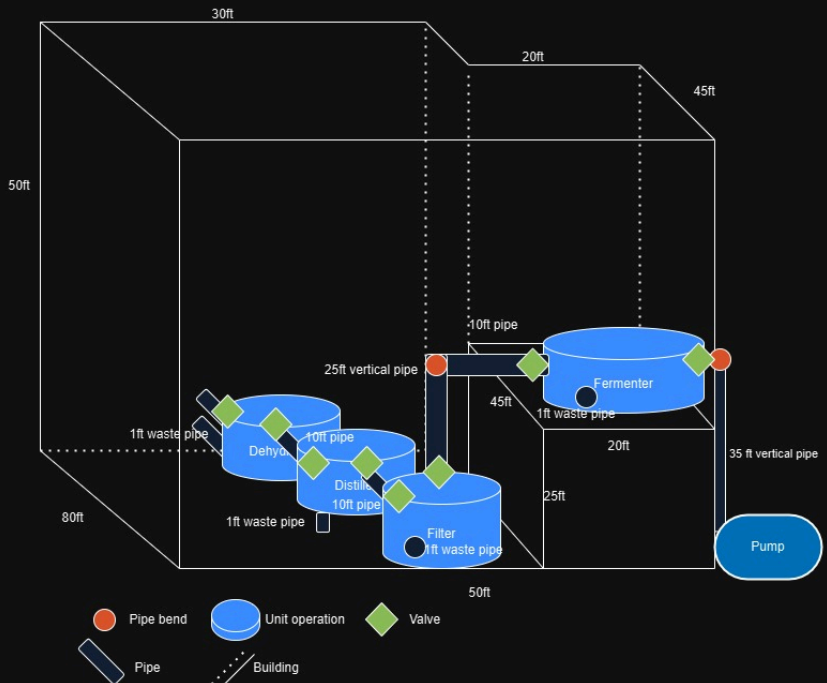 30ft
20ft
45ft
50ft
10ft pipe
25ft vertical pipe
Fermenter
45ft
1ft waste pipe
1ft waste pipe
10ft pipe
20ft
35 ft vertical pipe
Dehyd
Distille
10ft pipe
25ft
80ft
1ft waste pipe
Filter
1ft waste pipe
Pump
50ft
Pipe bend
Unit operation
Valve
Pipe
Building